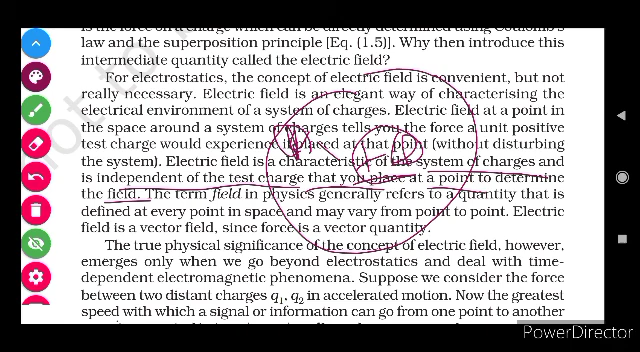 law and the superposition principle [Eq. (1.5)]. Why then introduce this
intermediate quantity called the electric field?
For electrostatics, the concept of electric field is convenient, but not
really necessary. Electric field is an elegant way of characterising the
electrical environment of a system of charges. Electric field at a point in
the space around a system of charges tells you the force a unit positive
test charge would experience if placed at that point (without disturbing
the system). Electric field is a characteristic of the system of charges and
is independent of the test charge that you place at a point to determine
the field. The term field in physics generally refers to a quantity that is
defined at every point in space and may vary from point to point. Electric
field is a vector field, since force is a vector quantity.
The true physical significance of the concept of electric field, however,
emerges only when we go beyond electrostatics and deal with time-
dependent electromagnetic phenomena. Suppose we consider the force
between two distant charges q1, q2 in accelerated motion. Now the greatest
speed with which a signal or information can go from one point to another
PowerDirector